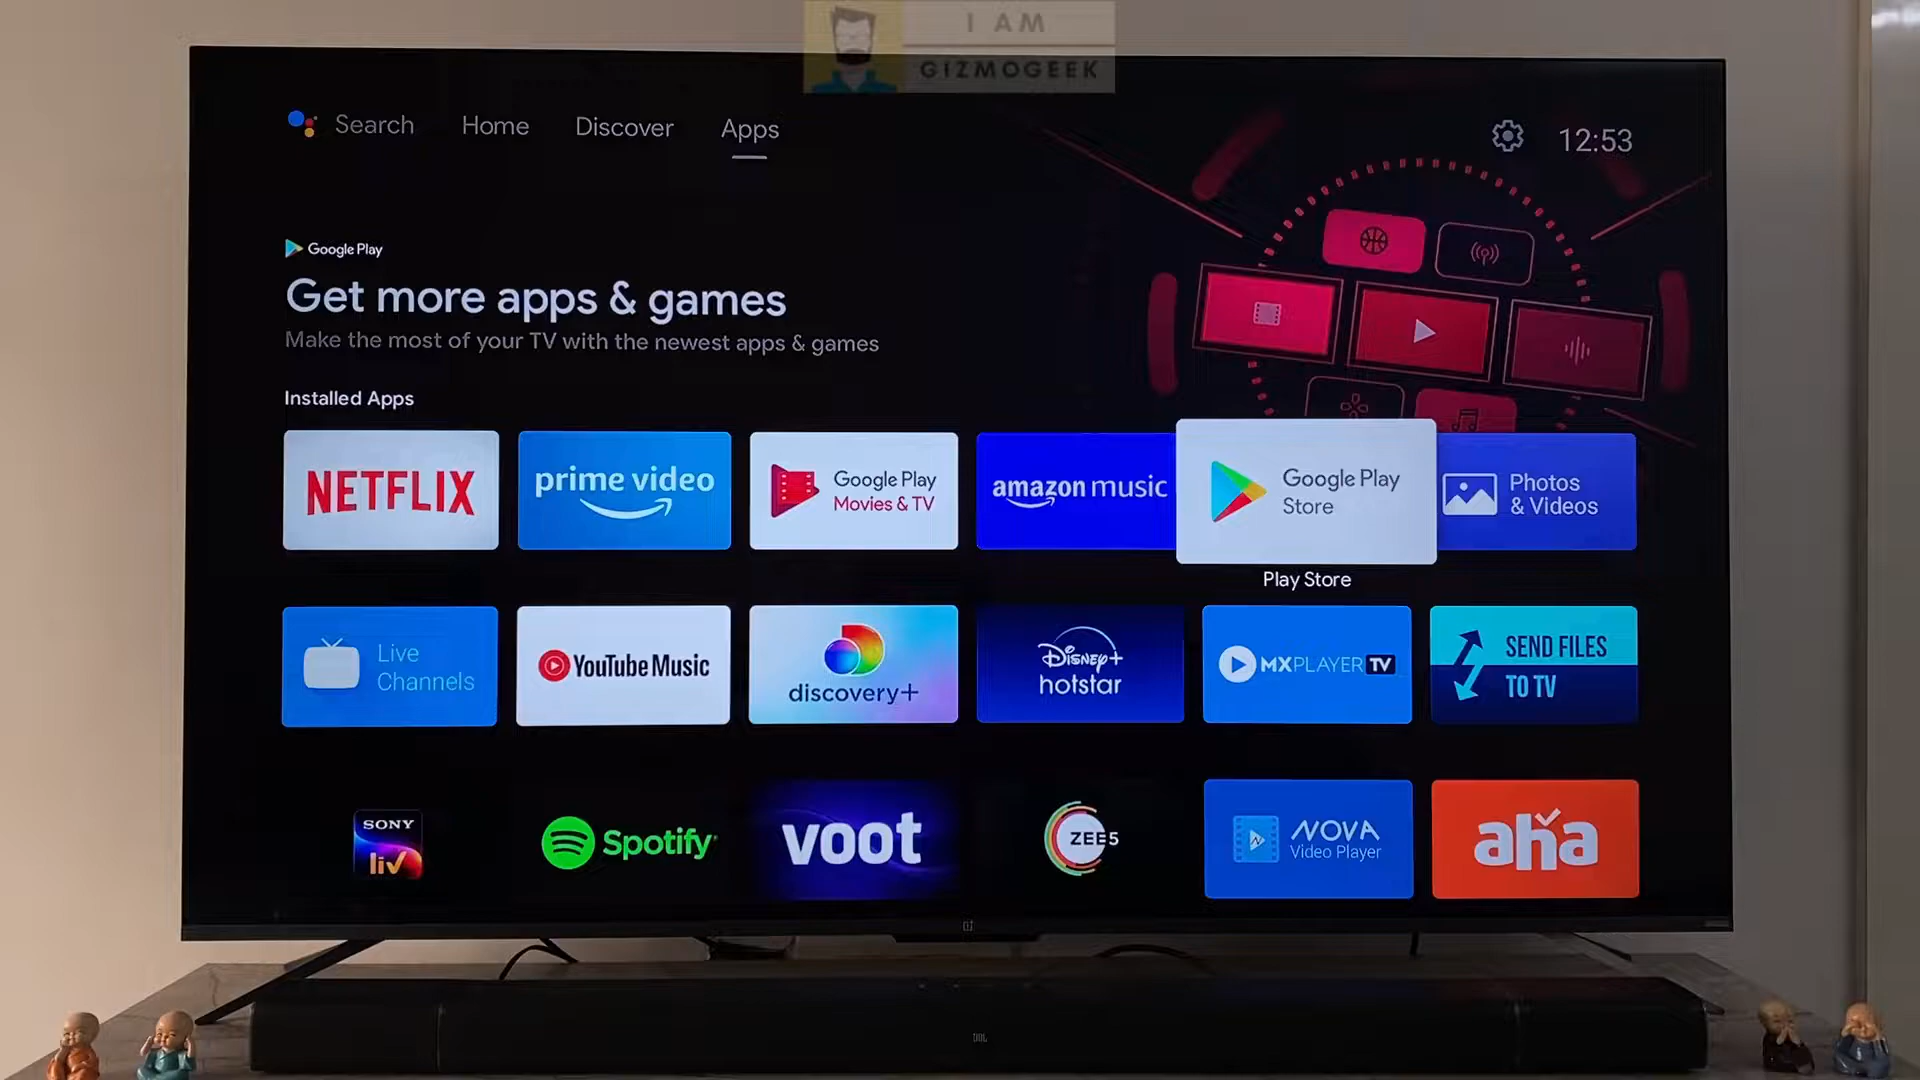 I AM
GIZMOGEEK
Search Home Discover Apps
12:53
Google Play
Get more apps & games
Make the most of your TV with the newest apps & games
Installed Apps
NETFLIX
prime video
Google Play
Movies & TV
amazon music
Google Play
Store
Photos
& Videos
Play Store
Live
Channels
YouTube Music
discovery+
Disney+
hotstar
MXPLAYER TV
SEND FILES
TO TV
SONY
liv
Spotify
voot
ZEE5
NOVA
Video Player
aha
JBL